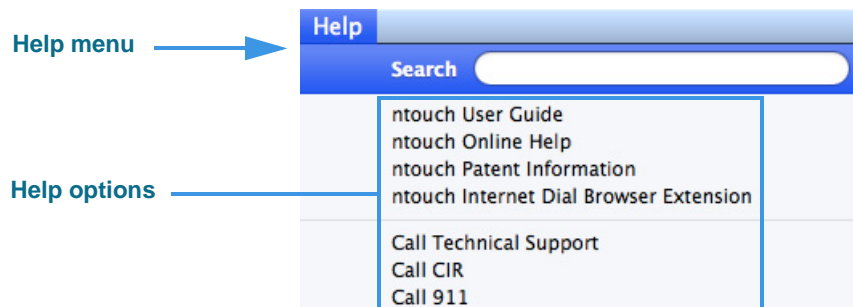 Help
Help menu
Search
ntouch User Guide
ntouch Online Help
ntouch Patent Information
Help options
ntouch Internet Dial Browser Extension
Call Technical Support
Call CIR
Call 911